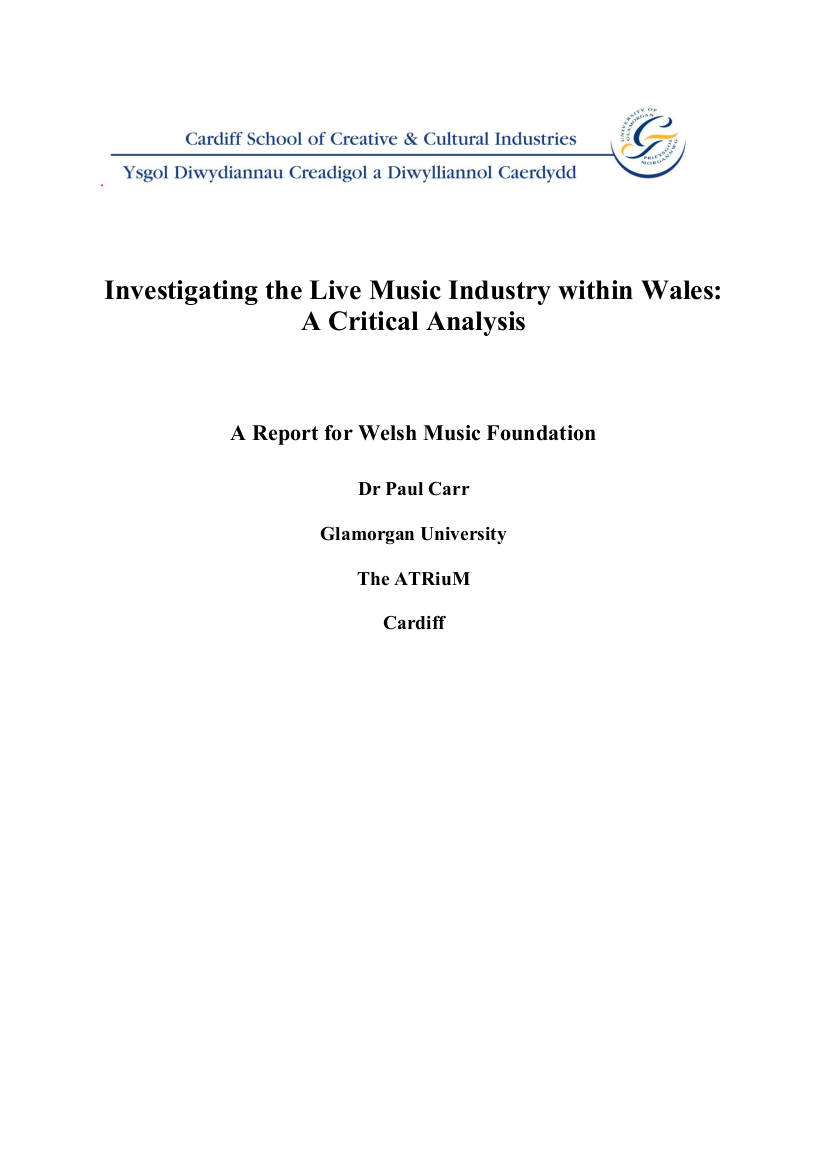 Cardiff School of Creative & Cultural Industries
Ysgol Diwydiannau Creadigol a Diwylliannol Caerdydd
UNIVERSITY OF
GLAMORGAN
PRIFYSGOL
MORGANNWG
Investigating the Live Music Industry within Wales:
A Critical Analysis
A Report for Welsh Music Foundation
Dr Paul Carr
Glamorgan University
The ATRiuM
Cardiff